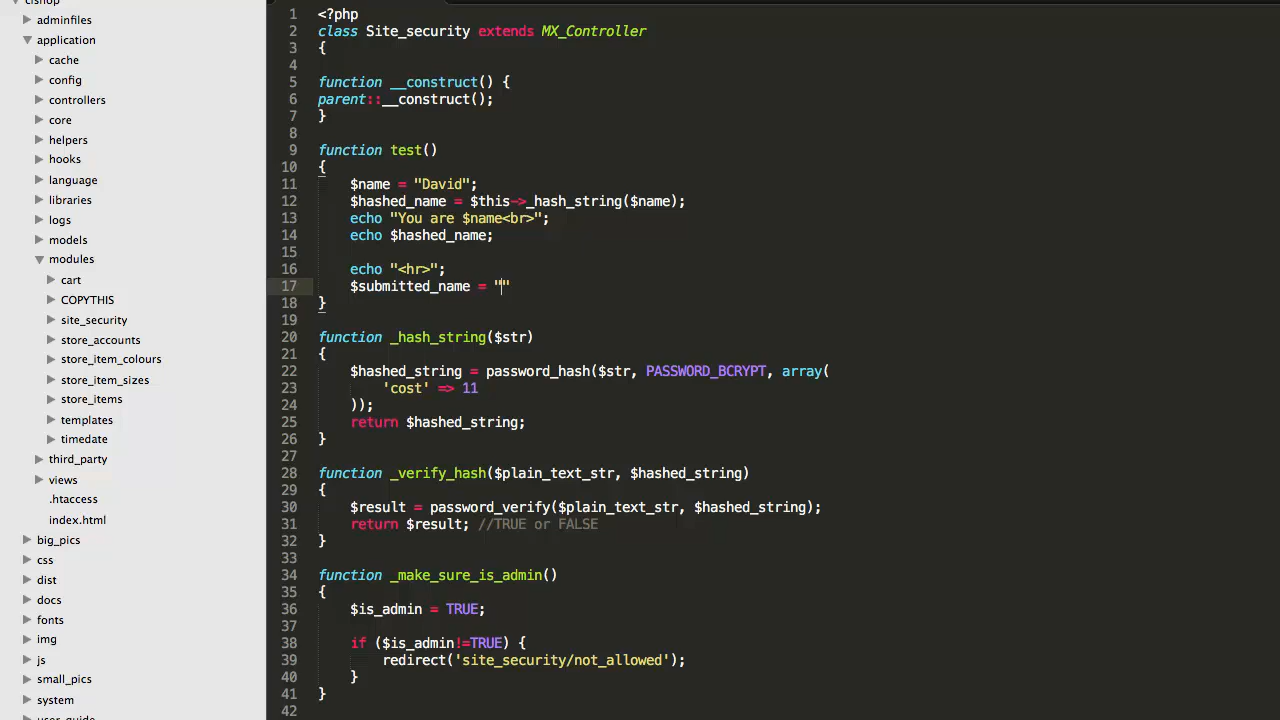 cishop
adminfiles
application
cache
config
controllers
core
helpers
hooks
language
libraries
logs
models
modules
cart
COPYTHIS
site_security
store_accounts
store_item_colours
store_item_sizes
store_items
templates
timedate
third_party
views
.htaccess
index.html
big_pics
css
dist
docs
fonts
img
js
small_pics
system
user_guide
1 <?php
2 class Site_security extends MX_Controller
3 {
4
5 function __construct() {
6 parent::__construct();
7 }
8
9 function test()
10 {
11 $name = "David";
12 $hashed_name = $this->_hash_string($name);
13 echo "You are $name<br>";
14 echo $hashed_name;
15
16 echo "<hr>";
17 $submitted_name = ""
18 }
19
20 function _hash_string($str)
21 {
22 $hashed_string = password_hash($str, PASSWORD_BCRYPT, array(
23 'cost' => 11
24 ));
25 return $hashed_string;
26 }
27
28 function _verify_hash($plain_text_str, $hashed_string)
29 {
30 $result = password_verify($plain_text_str, $hashed_string);
31 return $result; //TRUE or FALSE
32 }
33
34 function _make_sure_is_admin()
35 {
36 $is_admin = TRUE;
37
38 if ($is_admin!=TRUE) {
39 redirect('site_security/not_allowed');
40 }
41 }
42